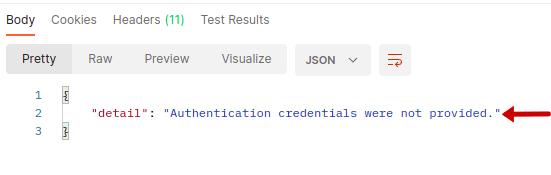 Body Cookies Headers (11) Test Results
Pretty Raw Preview Visualize JSON
1 {
2 "detail": "Authentication credentials were not provided."
3 }